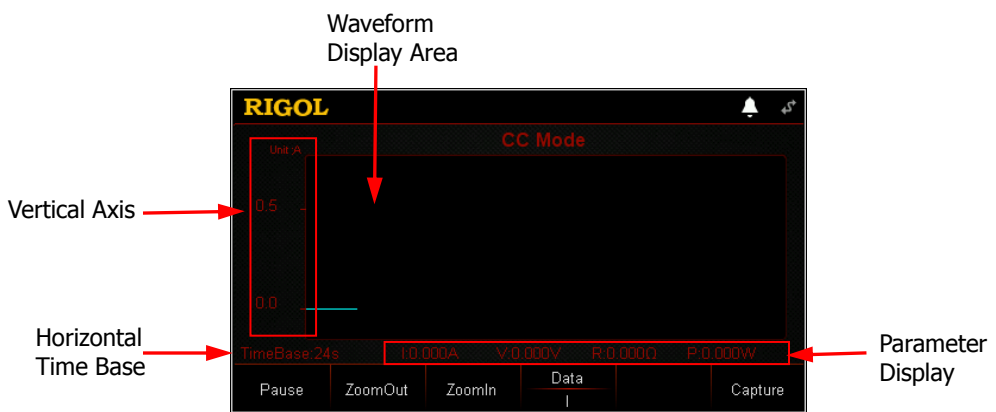 Waveform
Display Area
RIGOL
CC Mode
Unit:A
0.5
Vertical Axis
0.0
Horizontal
Time Base
TimeBase:24s I:0.000A V:0.000V R:0.000Ω P:0.000W
Parameter
Display
Pause ZoomOut ZoomIn Data Capture
I